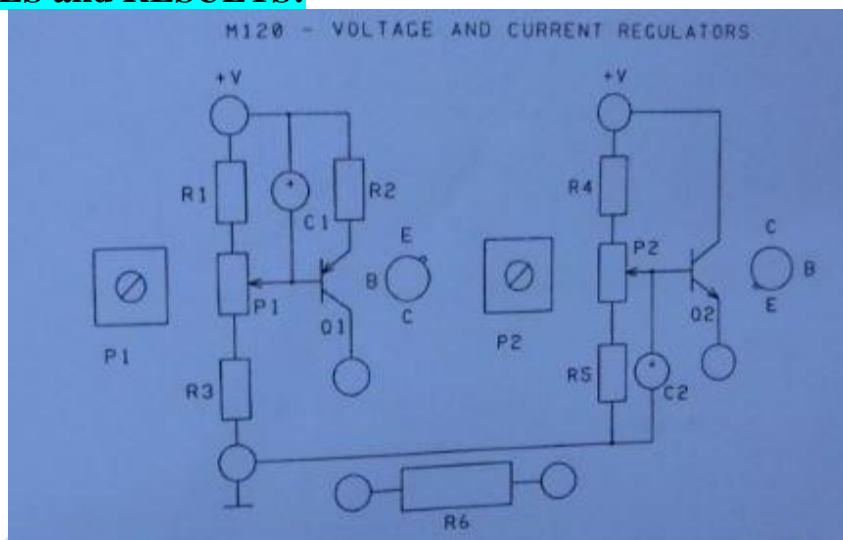 ES and RESULTS:
M120 - VOLTAGE AND CURRENT REGULATORS
+V
+V
R1
C1
R2
R4
E
B
C
P2
C
B
E
P1
Q1
P1
R3
Q2
P2
R5
C2
R6